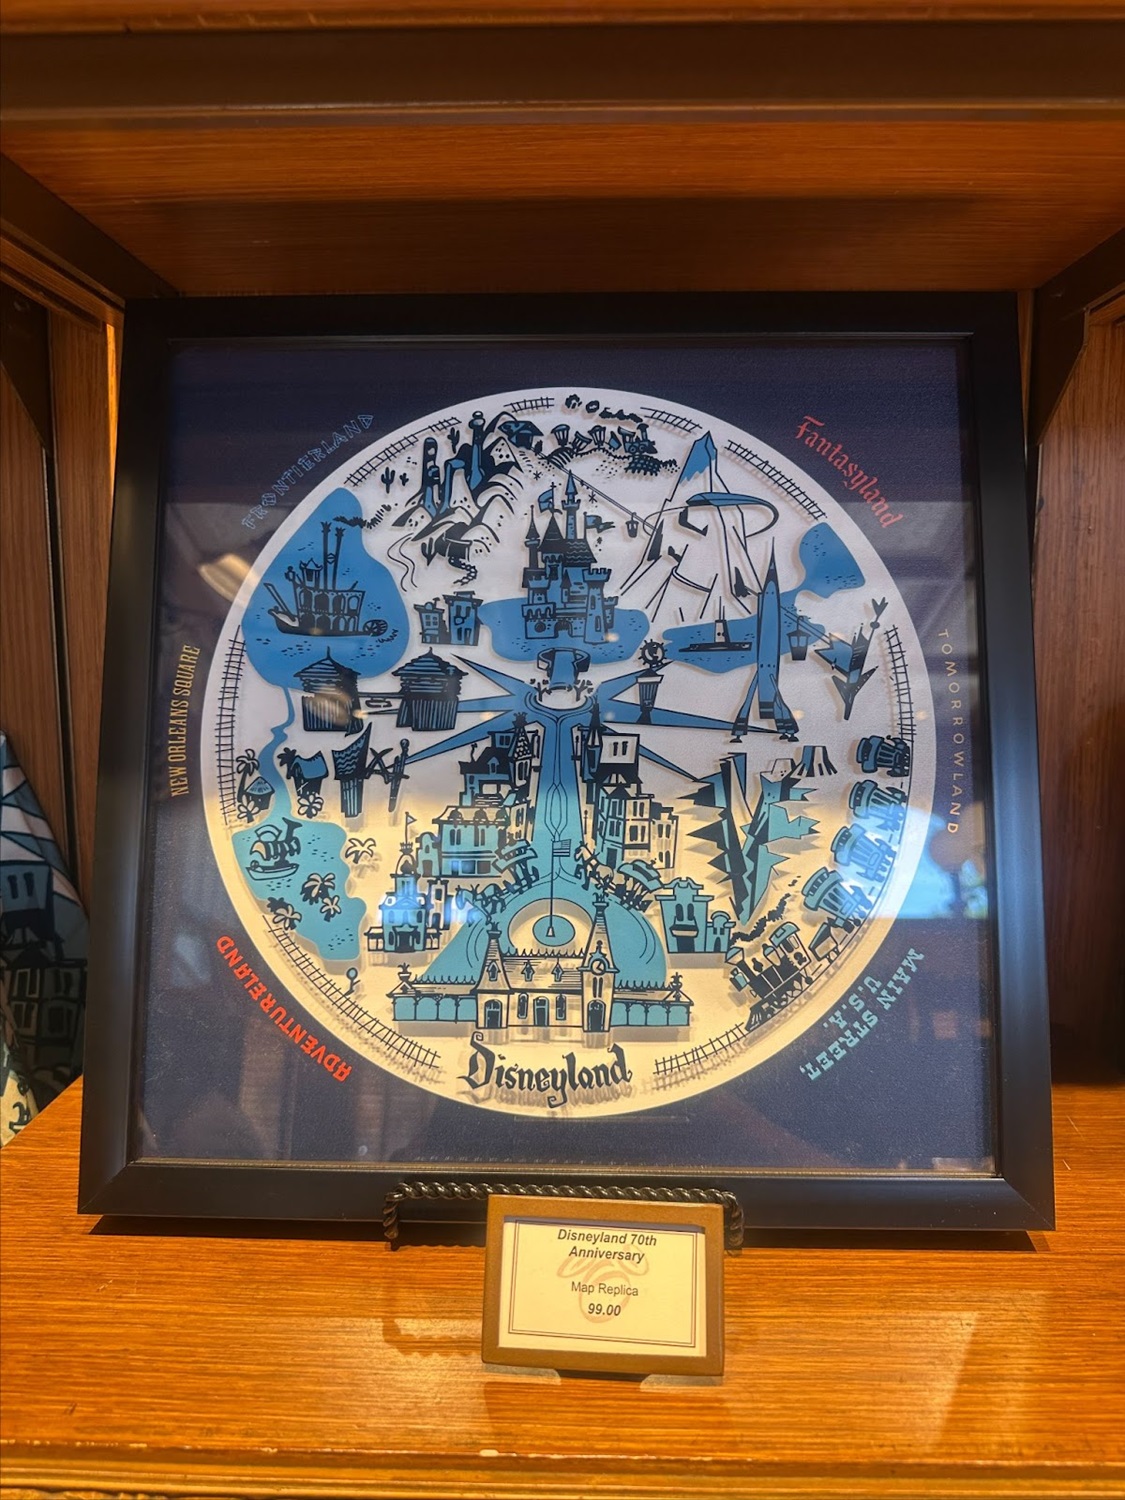 FRONTIERLAND
Fantasyland
NEW ORLEANS SQUARE
TOMORROWLAND
ADVENTURELAND
MAIN STREET,
U.S.A.
Disneyland
Disneyland 70th
Anniversary
Map Replica
99.00